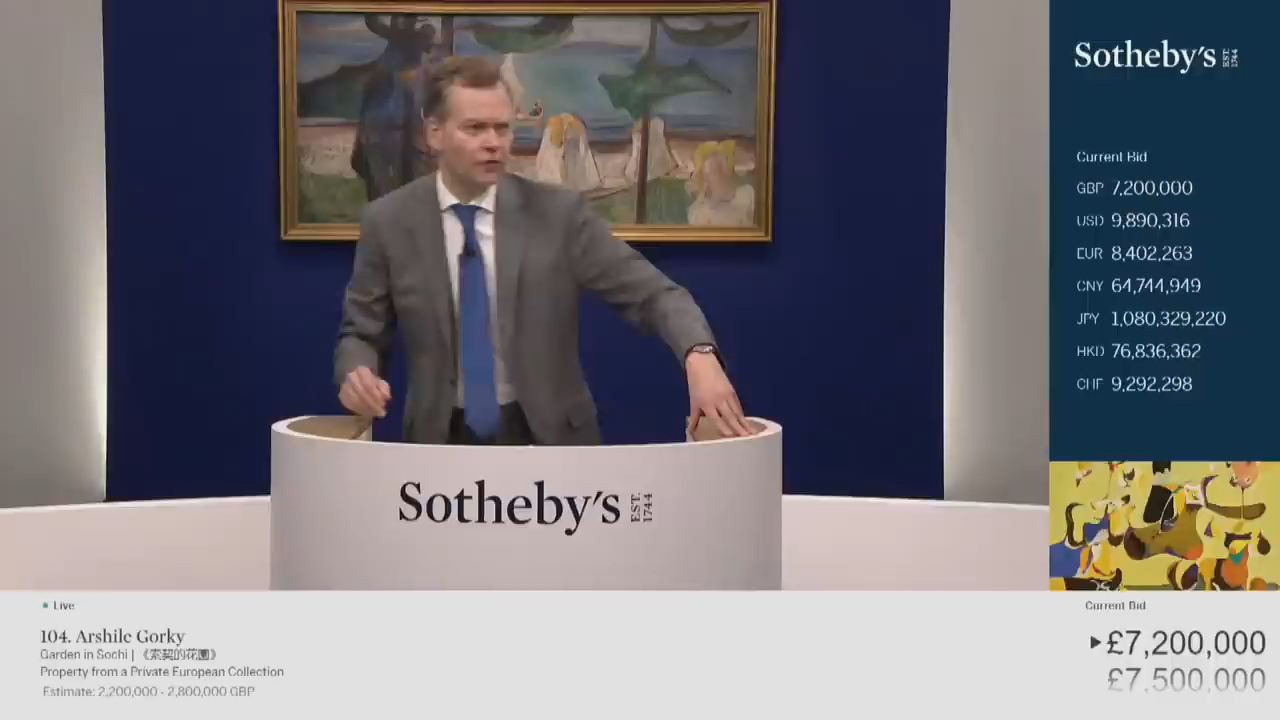 Sotheby's EST. 1744
Current Bid
GBP 7,200,000
USD 9,890,316
EUR 8,402,263
CNY 64,744,949
JPY 1,080,329,220
HKD 76,836,362
CHF 9,292,298
Sotheby's EST. 1744
Live
104. Arshile Gorky
Garden in Sochi | 《索契的花園》
Property from a Private European Collection
Estimate: 2,200,000 - 2,800,000 GBP
Current Bid
£7,200,000
£7,500,000